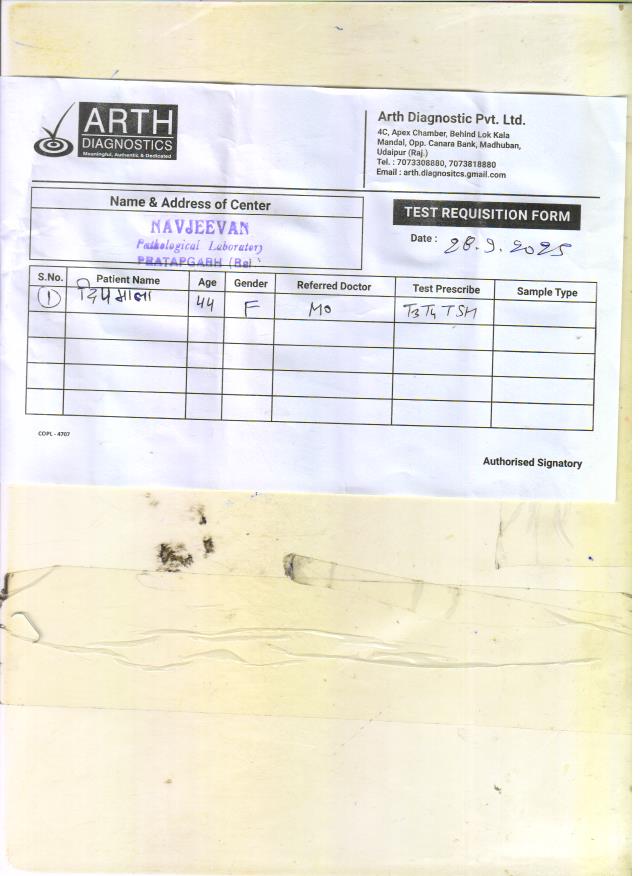 ARTH
DIAGNOSTICS
Meaningful, Authentic & Dedicated
Arth Diagnostic Pvt. Ltd.
4C, Apex Chamber, Behind Lok Kala
Mandal, Opp. Canara Bank, Madhuban,
Udaipur (Raj.)
Tel. : 7073308880, 7073818880
Email : arth.diagnositcs.gmail.com
Name & Address of Center
NAVJEEVAN
Pathological Laboratory
PRATAPGARH (Raj
TEST REQUISITION FORM
Date : 28.9.2025
S.No. Patient Name Age Gender Referred Doctor Test Prescribe Sample Type
1 दिपमाला 44 F MO T3 T4 TSH
COPL - 4707
Authorised Signatory